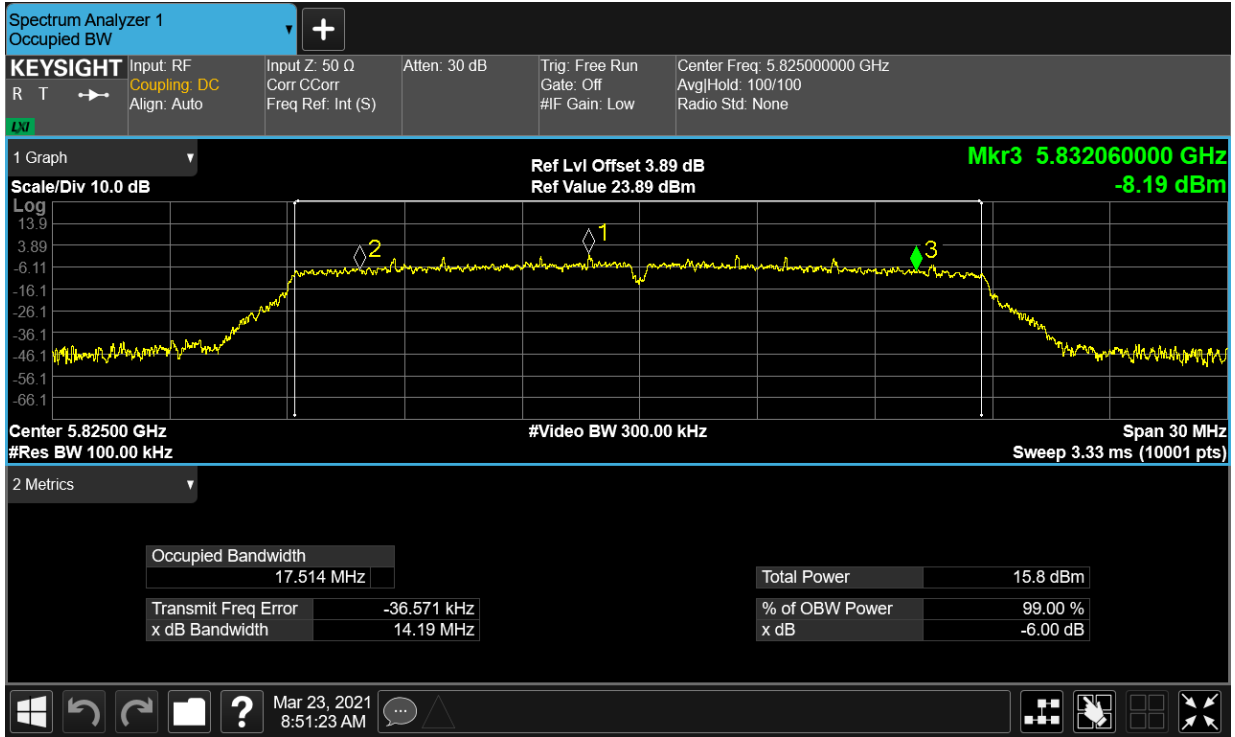 Spectrum Analyzer 1
Occupied BW
KEYSIGHT
R T
LXI
Input: RF
Coupling: DC
Align: Auto
Input Z: 50 Ω
Corr CCorr
Freq Ref: Int (S)
Atten: 30 dB
Trig: Free Run
Gate: Off
#IF Gain: Low
Center Freq: 5.825000000 GHz
Avg|Hold: 100/100
Radio Std: None
1 Graph
Ref Lvl Offset 3.89 dB
Mkr3 5.832060000 GHz
Scale/Div 10.0 dB
Ref Value 23.89 dBm
-8.19 dBm
Log
13.9
3.89
-6.11
-16.1
-26.1
-36.1
-46.1
-56.1
-66.1
2
1
3
Center 5.82500 GHz
#Video BW 300.00 kHz
Span 30 MHz
#Res BW 100.00 kHz
Sweep 3.33 ms (10001 pts)
2 Metrics
Occupied Bandwidth
17.514 MHz
Total Power 15.8 dBm
Transmit Freq Error -36.571 kHz
% of OBW Power 99.00 %
x dB Bandwidth 14.19 MHz
x dB -6.00 dB
?
Mar 23, 2021
8:51:23 AM